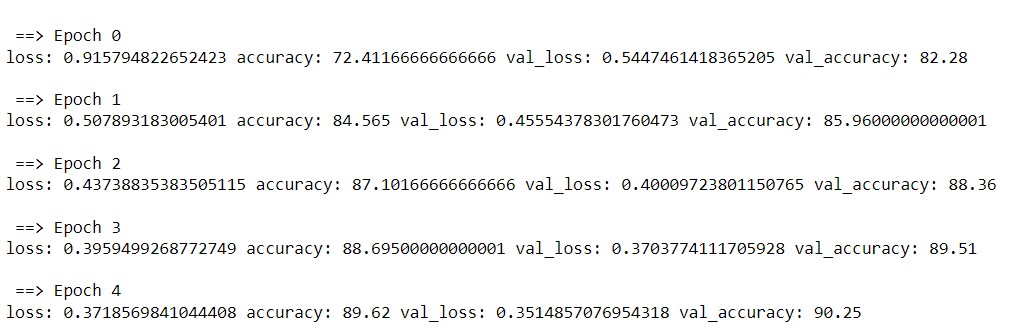 ==> Epoch 0
loss: 0.915794822652423 accuracy: 72.41166666666666 val_loss: 0.5447461418365205 val_accuracy: 82.28
==> Epoch 1
loss: 0.507893183005401 accuracy: 84.565 val_loss: 0.45554378301760473 val_accuracy: 85.96000000000001
==> Epoch 2
loss: 0.43738835383505115 accuracy: 87.10166666666666 val_loss: 0.40009723801150765 val_accuracy: 88.36
==> Epoch 3
loss: 0.3959499268772749 accuracy: 88.69500000000001 val_loss: 0.3703774111705928 val_accuracy: 89.51
==> Epoch 4
loss: 0.3718569841044408 accuracy: 89.62 val_loss: 0.3514857076954318 val_accuracy: 90.25